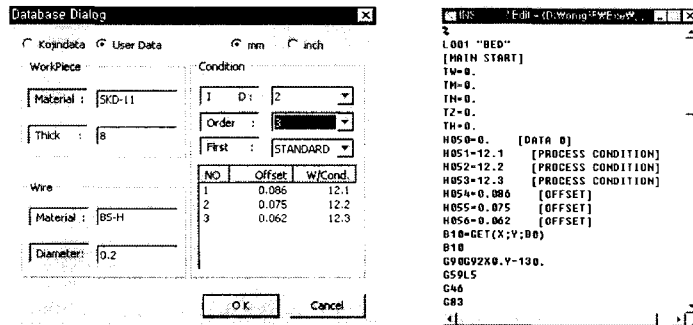 Database Dialog
Kojindata User Data mm inch
WorkPiece
Material : SKD-11
Thick : 8
Wire
Material : BS-H
Diameter: 0.2
Condition
I D : 2
Order : 3
First : STANDARD
NO Offset W/Cond.
1 0.086 12.1
2 0.075 12.2
3 0.062 12.3
OK Cancel
Edit -
%
L001 "BED"
[MAIN START]
TW=0.
TM=0.
TN=0.
TZ=0.
TH=0.
H050=0. [DATA 0]
H051=12.1 [PROCESS CONDITION]
H052=12.2 [PROCESS CONDITION]
H053=12.3 [PROCESS CONDITION]
H054=0.086 [OFFSET]
H055=0.075 [OFFSET]
H056=0.062 [OFFSET]
B10=GET(X;Y;B0)
B10
G90G92X0.Y-130.
G59L5
G46
G83